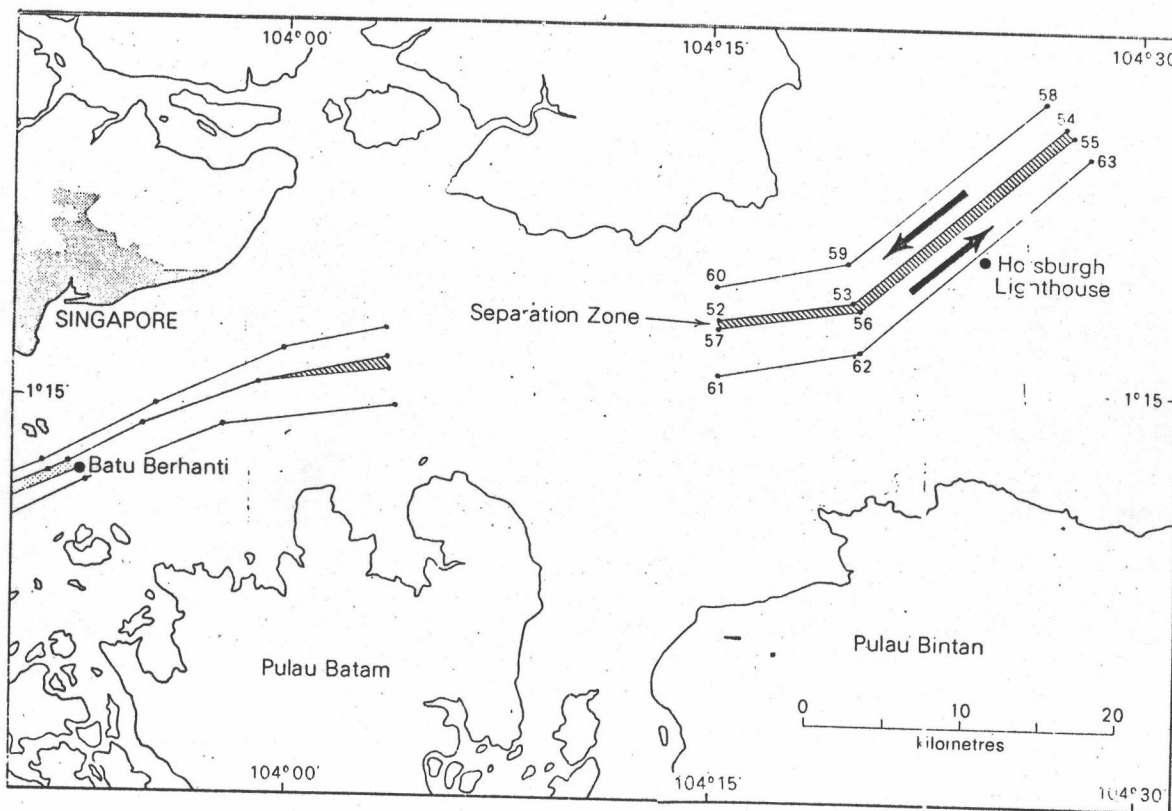 104°00'
104°15'
104°30
58
54
55
63
59
60
Horsburgh
Lighthouse
53
52
Separation Zone
56
57
SINGAPORE
62
61
1°15'
1°15'
Batu Berhanti
Pulau Batam
Pulau Bintan
0 10 20
kilometres
104°00'
104°15'
104°30